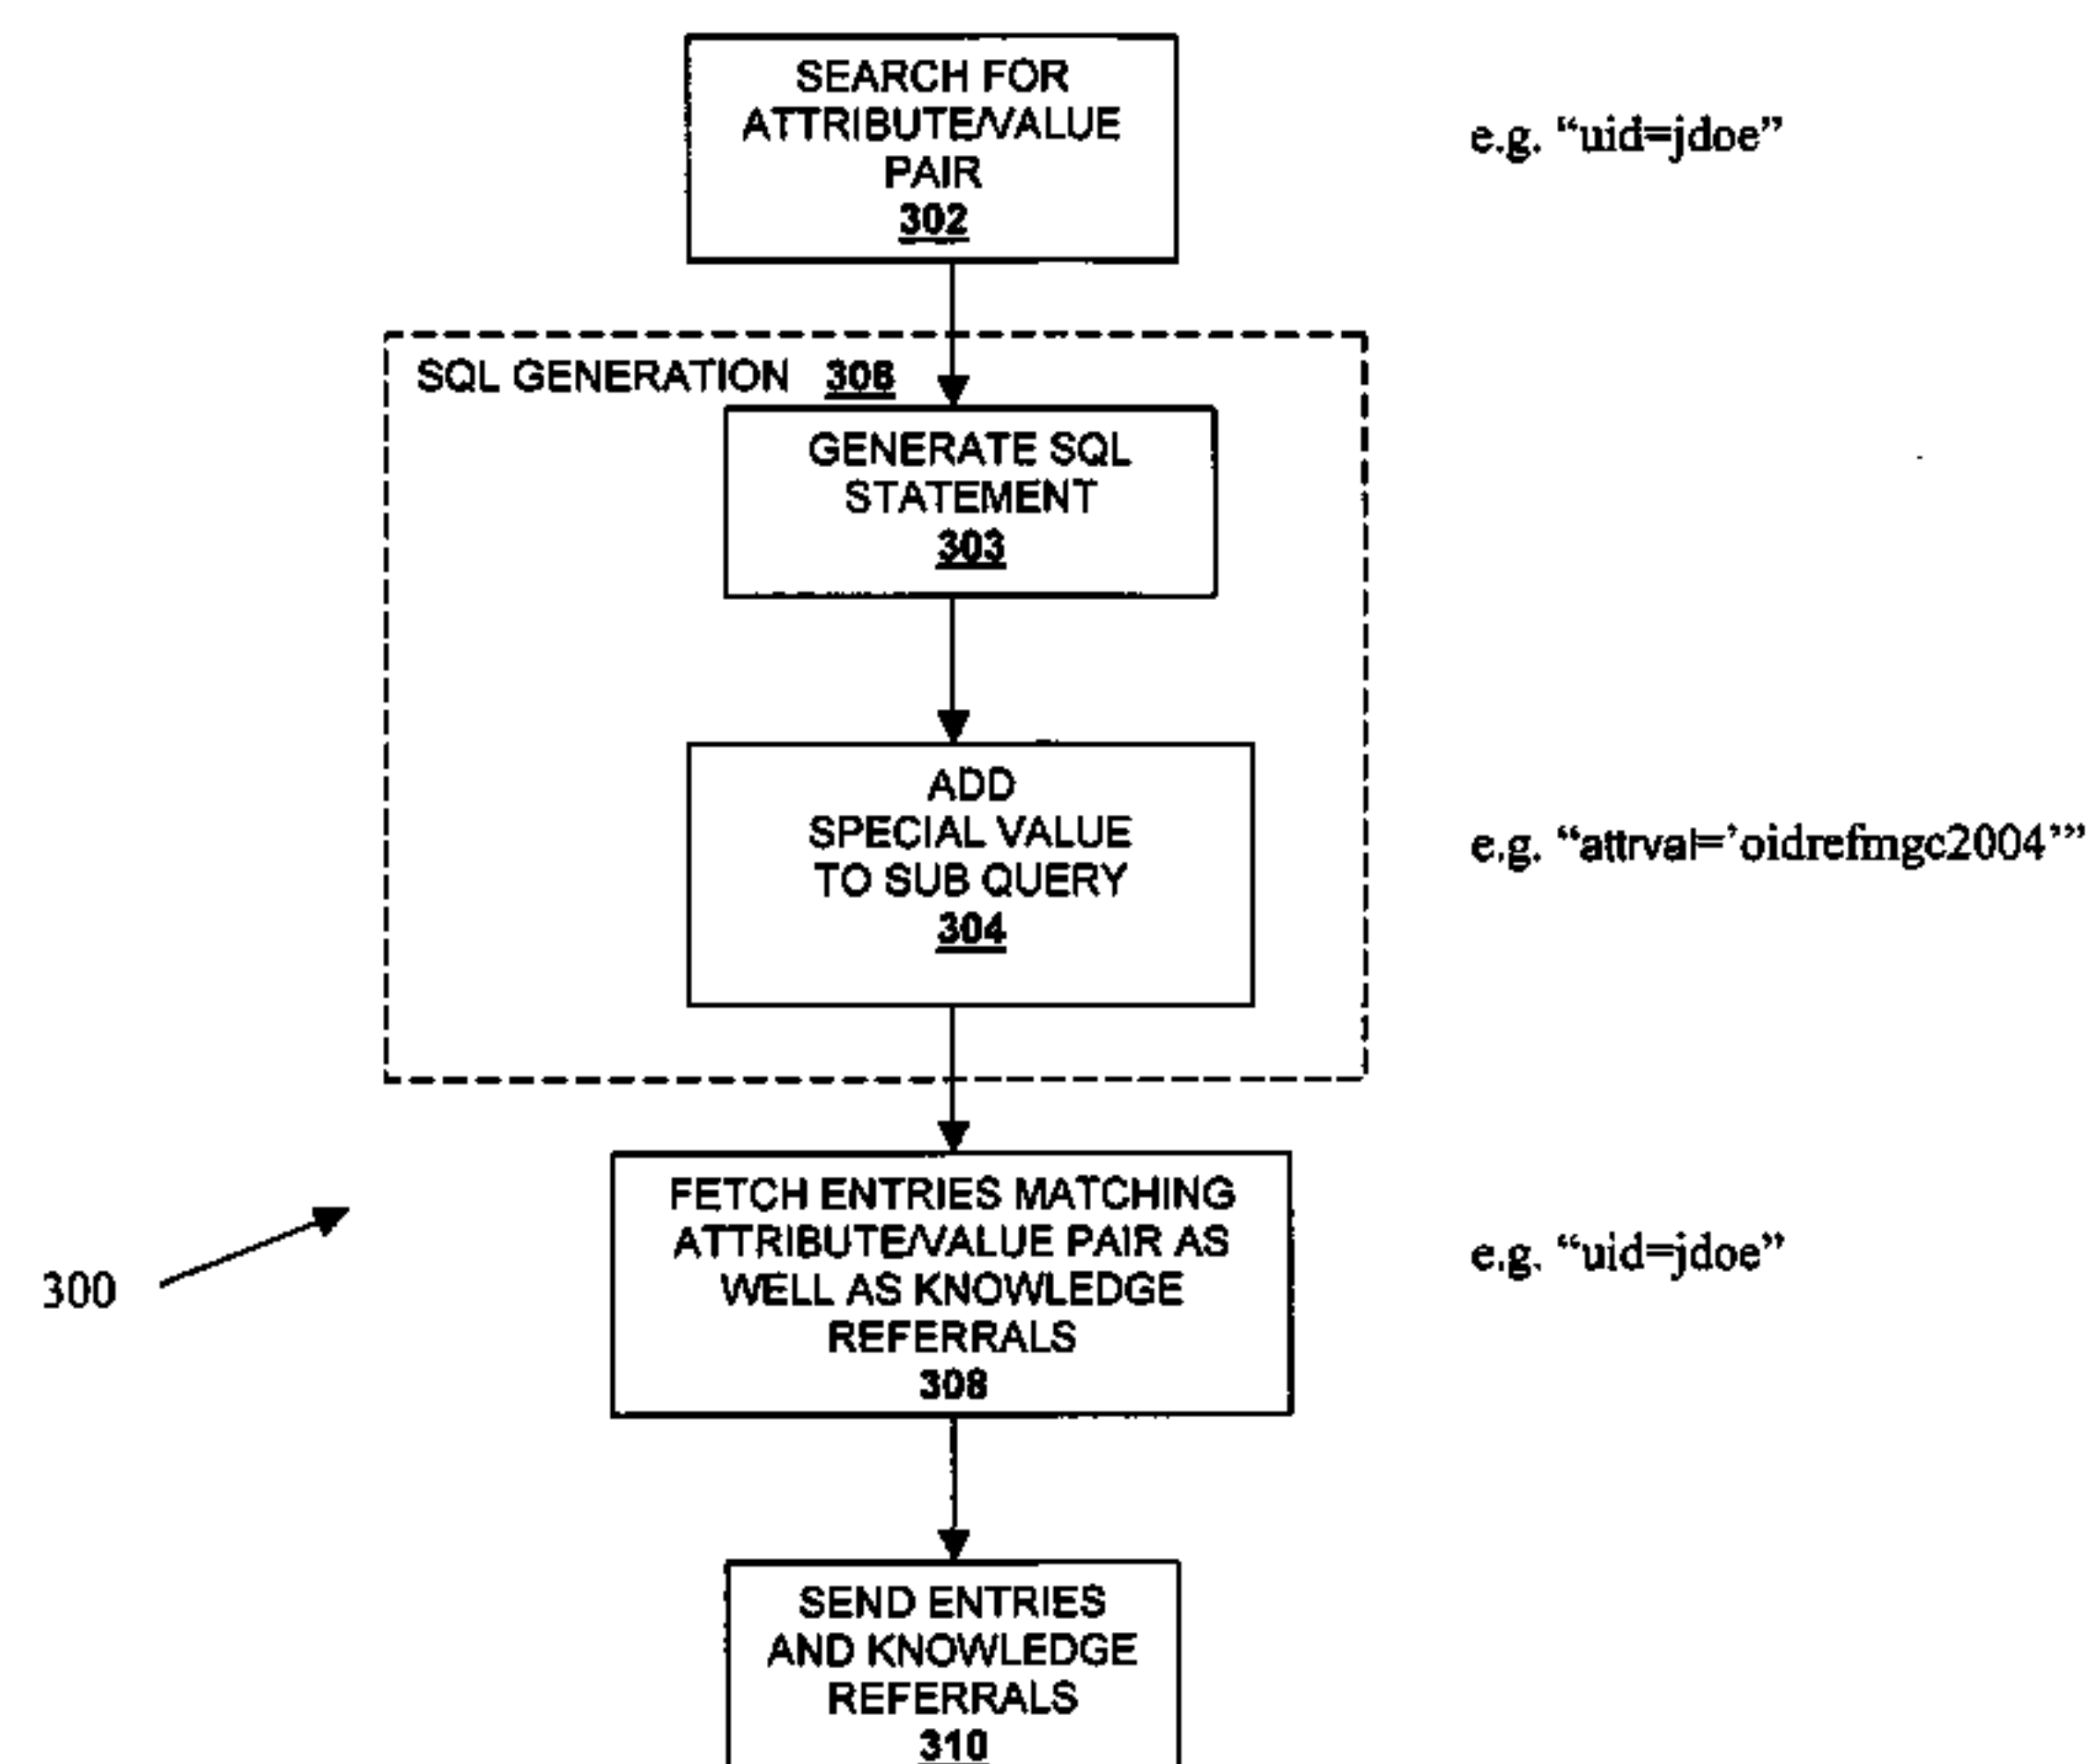 SEARCH FOR
ATTRIBUTE/VALUE
PAIR
302
e.g. “uid=jdoe”
SQL GENERATION 306
GENERATE SQL
STATEMENT
303
ADD
SPECIAL VALUE
TO SUB QUERY
304
e.g. “attrval=’oidrefmgc2004’”
FETCH ENTRIES MATCHING
ATTRIBUTE/VALUE PAIR AS
WELL AS KNOWLEDGE
REFERRALS
308
e.g. “uid=jdoe”
300
SEND ENTRIES
AND KNOWLEDGE
REFERRALS
310